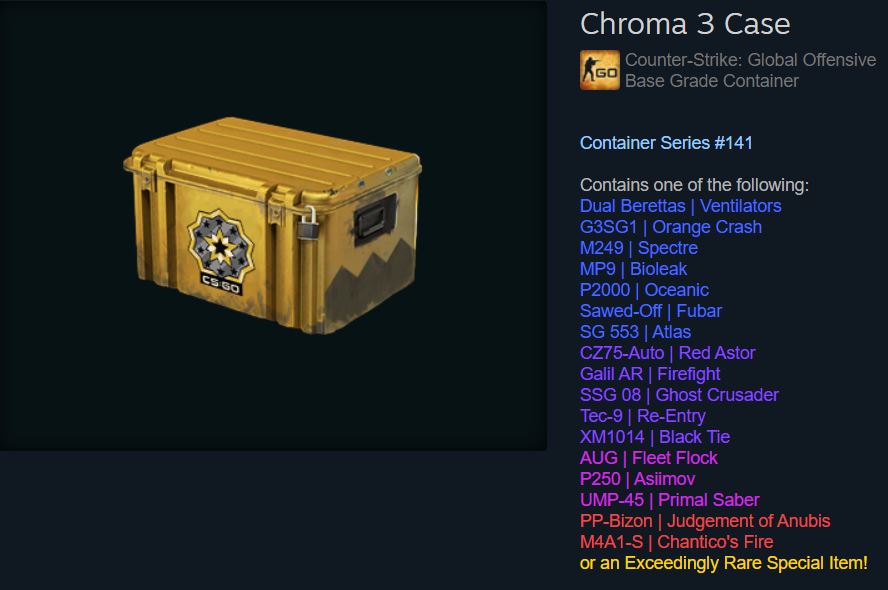 Chroma 3 Case
GO
Counter-Strike: Global Offensive
Base Grade Container
Container Series #141
Contains one of the following:
Dual Berettas | Ventilators
G3SG1 | Orange Crash
M249 | Spectre
MP9 | Bioleak
P2000 | Oceanic
Sawed-Off | Fubar
SG 553 | Atlas
CZ75-Auto | Red Astor
Galil AR | Firefight
SSG 08 | Ghost Crusader
Tec-9 | Re-Entry
XM1014 | Black Tie
AUG | Fleet Flock
P250 | Asiimov
UMP-45 | Primal Saber
PP-Bizon | Judgement of Anubis
M4A1-S | Chantico's Fire
or an Exceedingly Rare Special Item!
CS:GO